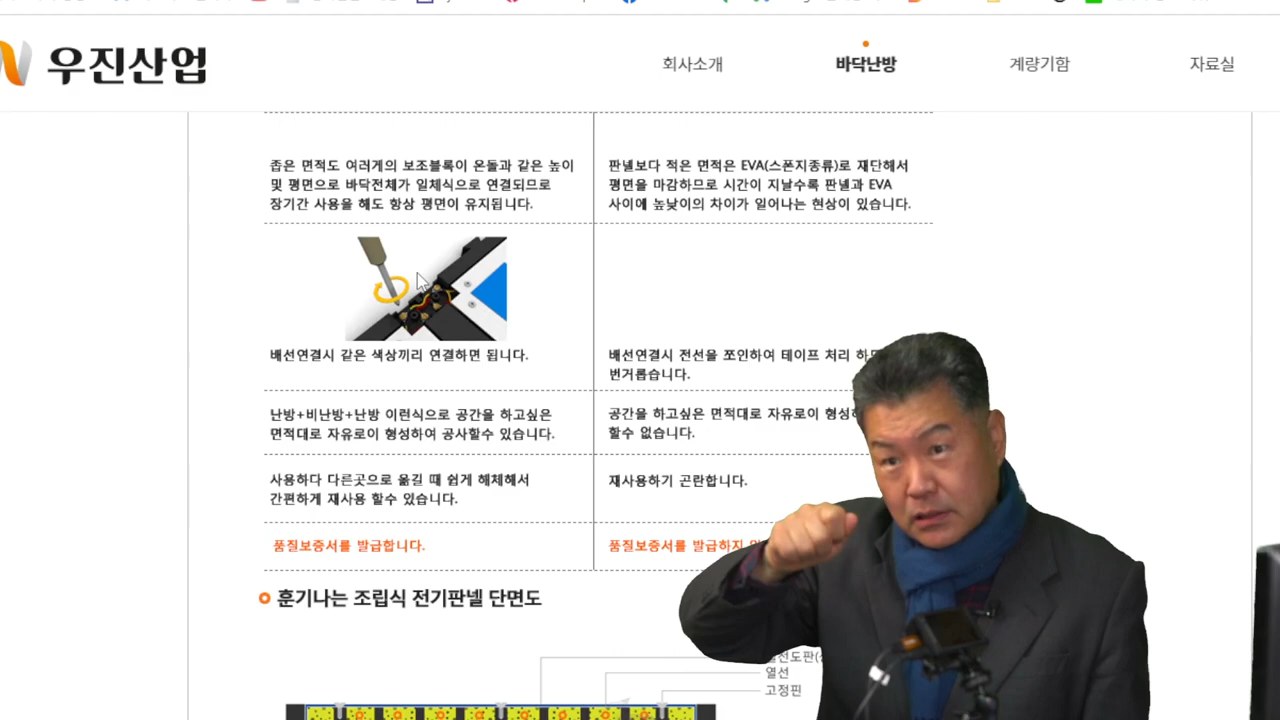 우진산업
회사소개
바닥난방
계량기함
자료실
좁은 면적도 여러게의 보조블록이 온돌과 같은 높이
및 평면으로 바닥전체가 일체식으로 연결되므로
장기간 사용을 해도 항상 평면이 유지됩니다.
판넬보다 적은 면적은 EVA(스폰지종류)로 재단해서
평면을 마감하므로 시간이 지날수록 판넬과 EVA
사이에 높낮이의 차이가 일어나는 현상이 있습니다.
배선연결시 같은 색상끼리 연결하면 됩니다.
배선연결시 전선을 쪼인하여 테이프 처리
번거롭습니다.
난방+비난방+난방 이런식으로 공간을 하고싶은
면적대로 자유로이 형성하여 공사할수 있습니다.
공간을 하고싶은 면적대로 자유로이
할수 없습니다.
사용하다 다른곳으로 옮길 때 쉽게 해체해서
간편하게 재사용 할수 있습니다.
재사용하기 곤란합니다.
품질보증서를 발급합니다.
품질보증서를 발급하지
훈기나는 조립식 전기판넬 단면도
열선
고정핀